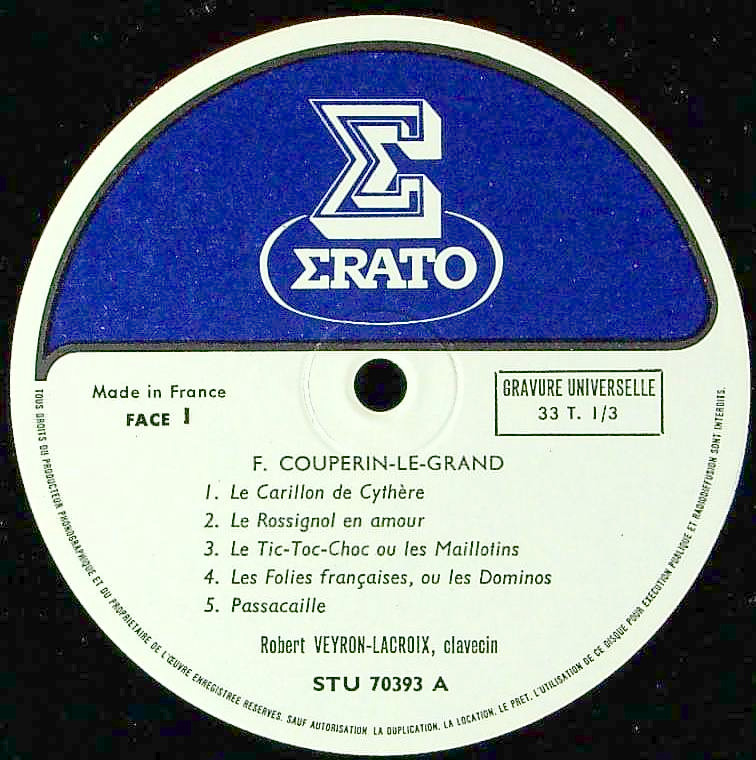 ΣRATO
Made in France
FACE 1
GRAVURE UNIVERSELLE
33 T. 1/3
F. COUPERIN-LE-GRAND
1. Le Carillon de Cythère
2. Le Rossignol en amour
3. Le Tic-Toc-Choc ou les Maillotins
4. Les Folies françaises, ou les Dominos
5. Passacaille
Robert VEYRON-LACROIX, clavecin
STU 70393 A
TOUS DROITS DU PRODUCTEUR PHONOGRAPHIQUE ET DU PROPRIETAIRE DE L'ŒUVRE ENREGISTREE RESERVES. SAUF AUTORISATION LA DUPLICATION, LA LOCATION, LE PRET, L'UTILISATION DE CE DISQUE POUR EXECUTION PUBLIQUE ET RADIODIFFUSION SONT INTERDITS.